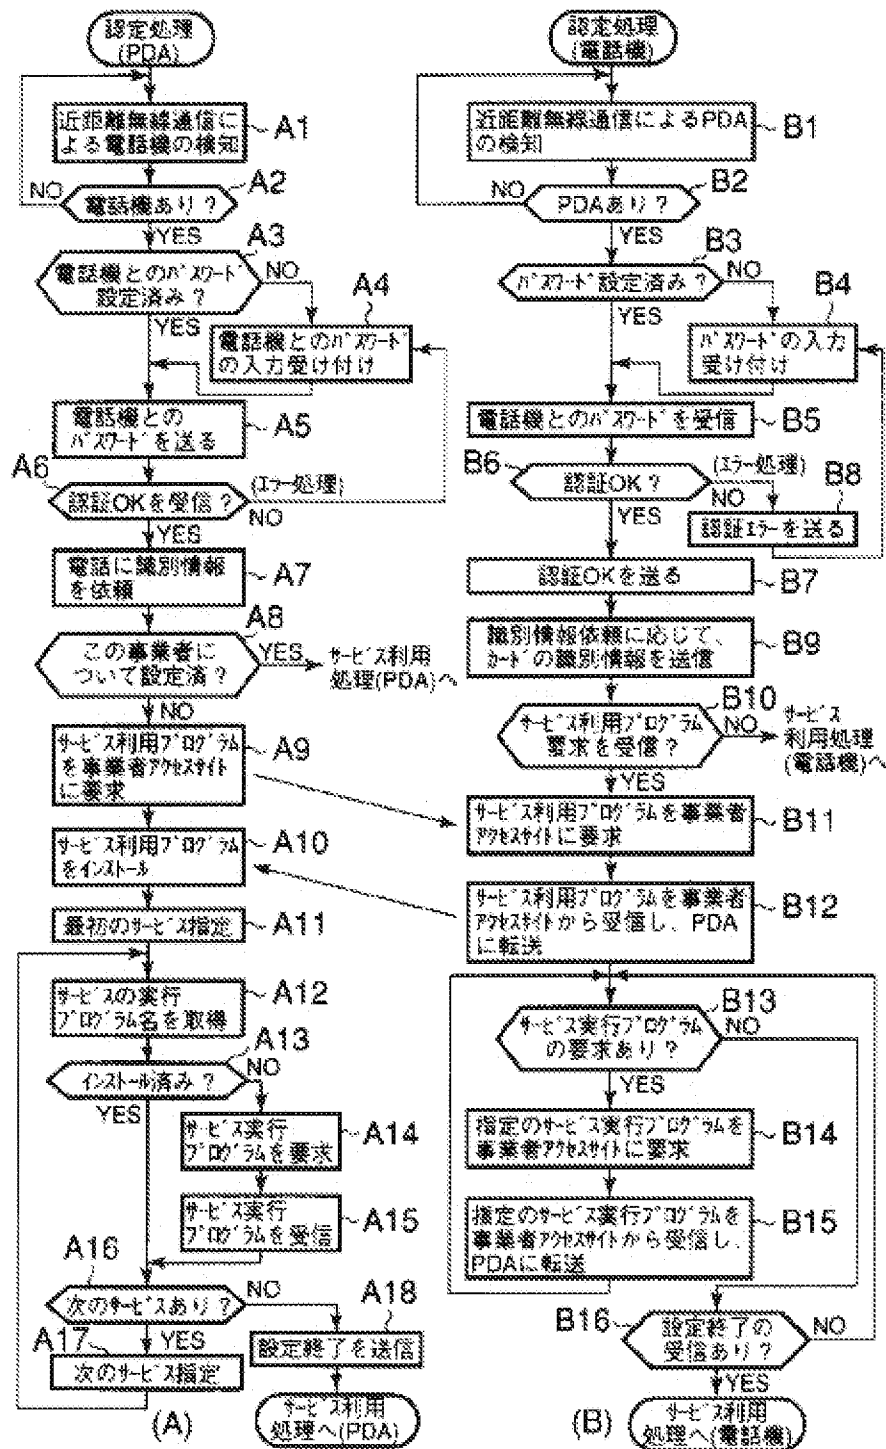 認定処理
(PDA)
近距離無線通信に
よる電話機の検知
A1
A2
NO
電話機あり？
YES
A3
電話機とのパスワード
設定済み？
NO
YES
A4
電話機とのパスワード
の入力受け付け
電話機との
パスワードを送る
A5
A6
認証OKを受信？
(エラー処理)
NO
YES
電話に識別情報
を依頼
A7
A8
この事業者に
ついて設定済？
YES
サービス利用
処理(PDA)へ
NO
サービス利用プログラム
を事業者アクセスサイト
に要求
A9
サービス利用プログラム
をインストール
A10
最初のサービス指定
A11
サービスの実行
プログラム名を取得
A12
A13
インストール済み？
NO
YES
サービス実行
プログラムを要求
A14
サービス実行
プログラムを受信
A15
A16
次のサービスあり？
NO
YES
A17
次のサービス指定
A18
設定終了を送信
サービス利用
処理へ(PDA)
(A)
認定処理
(電話機)
近距離無線通信によるPDA
の検知
B1
B2
NO
PDAあり？
YES
B3
パスワード設定済み？
NO
YES
B4
パスワードの入力
受け付け
電話機とのパスワードを受信
B5
B6
認証OK？
(エラー処理)
NO
YES
B8
認証エラーを送る
認証OKを送る
B7
識別情報依頼に応じて、
カードの識別情報を送信
B9
B10
サービス利用プログラム
要求を受信？
NO
サービス
利用処理
(電話機)へ
YES
サービス利用プログラムを事業者
アクセスサイトに要求
B11
サービス利用プログラムを事業者
アクセスサイトから受信し、PDA
に転送
B12
B13
サービス実行プログラム
の要求あり？
NO
YES
指定のサービス実行プログラムを
事業者アクセスサイトに要求
B14
指定のサービス実行プログラムを
事業者アクセスサイトから受信し、
PDAに転送
B15
B16
設定終了の
受信あり？
NO
YES
サービス利用
処理へ(電話機)
(B)